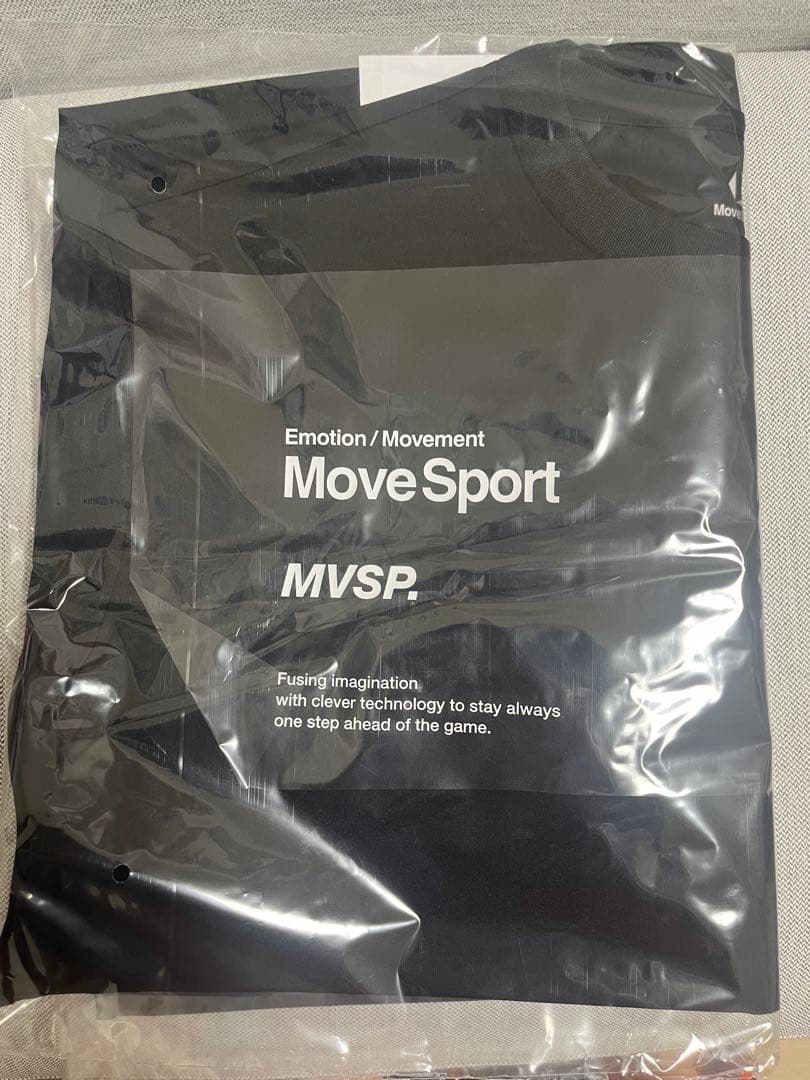 Move
Emotion / Movement
MoveSport
MVSP.
Fusing imagination
with clever technology to stay always
one step ahead of the game.